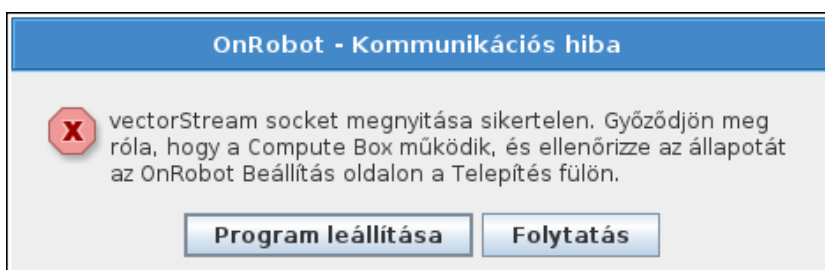 OnRobot - Kommunikációs hiba
vectorStream socket megnyitása sikertelen. Győződjön meg
róla, hogy a Compute Box működik, és ellenőrizze az állapotát
az OnRobot Beállítás oldalon a Telepítés fülön.
Program leállítása Folytatás